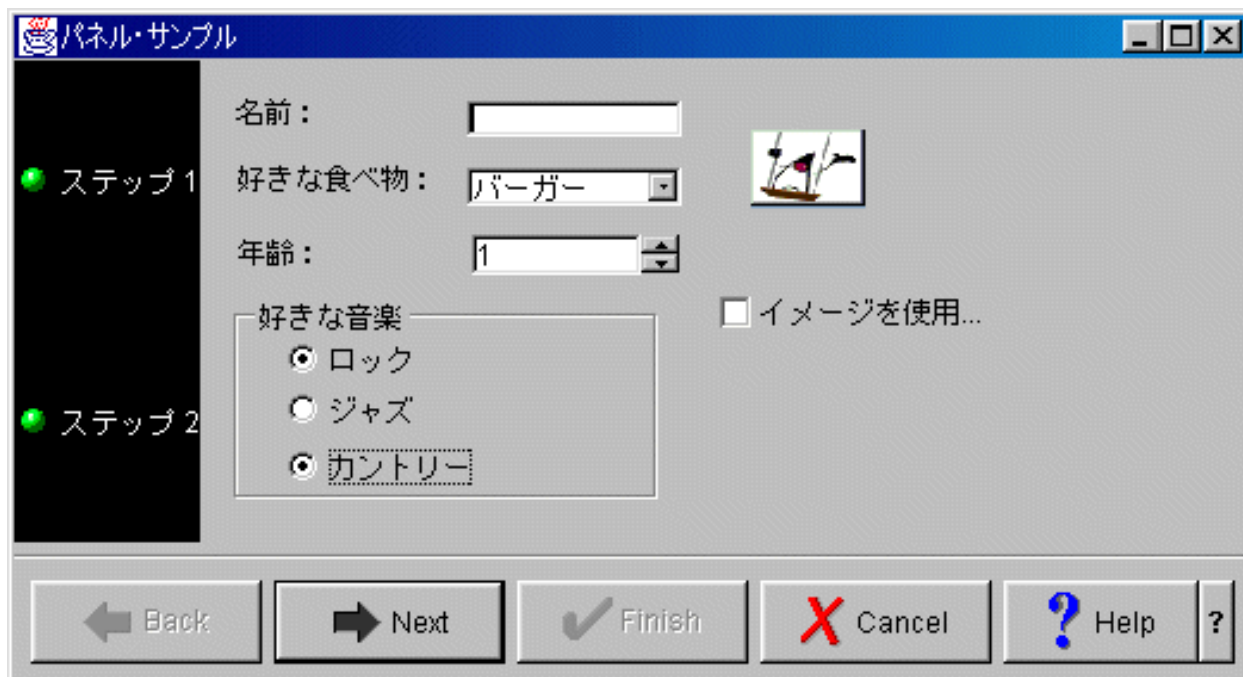 パネル・サンプル
名前：
ステップ 1
好きな食べ物：
バーガー
年齢：
1
好きな音楽
イメージを使用...
ロック
ジャズ
ステップ 2
カントリー
Back
Next
Finish
Cancel
Help
?